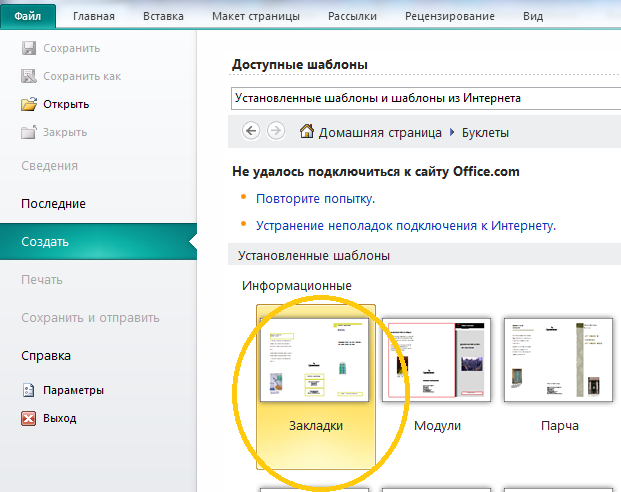 Файл Главная Вставка Макет страницы Рассылки Рецензирование Вид
Сохранить
Сохранить как
Открыть
Закрыть
Сведения
Последние
Создать
Печать
Сохранить и отправить
Справка
Параметры
Выход
Доступные шаблоны
Установленные шаблоны и шаблоны из Интернета
Домашняя страница Буклеты
Не удалось подключиться к сайту Office.com
Повторите попытку.
Устранение неполадок подключения к Интернету.
Установленные шаблоны
Информационные
Закладки Модули Парча